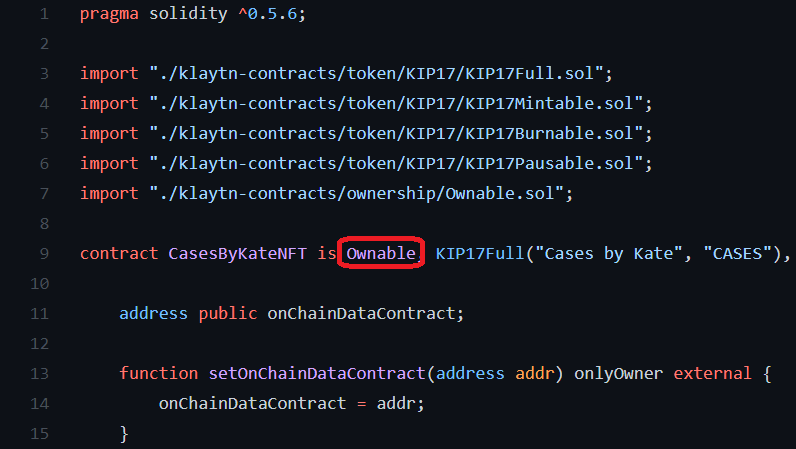 1 pragma solidity ^0.5.6;
2
3 import "./klaytn-contracts/token/KIP17/KIP17Full.sol";
4 import "./klaytn-contracts/token/KIP17/KIP17Mintable.sol";
5 import "./klaytn-contracts/token/KIP17/KIP17Burnable.sol";
6 import "./klaytn-contracts/token/KIP17/KIP17Pausable.sol";
7 import "./klaytn-contracts/ownership/Ownable.sol";
8
9 contract CasesByKateNFT is Ownable, KIP17Full("Cases by Kate", "CASES"),
10
11 address public onChainDataContract;
12
13 function setOnChainDataContract(address addr) onlyOwner external {
14 onChainDataContract = addr;
15 }